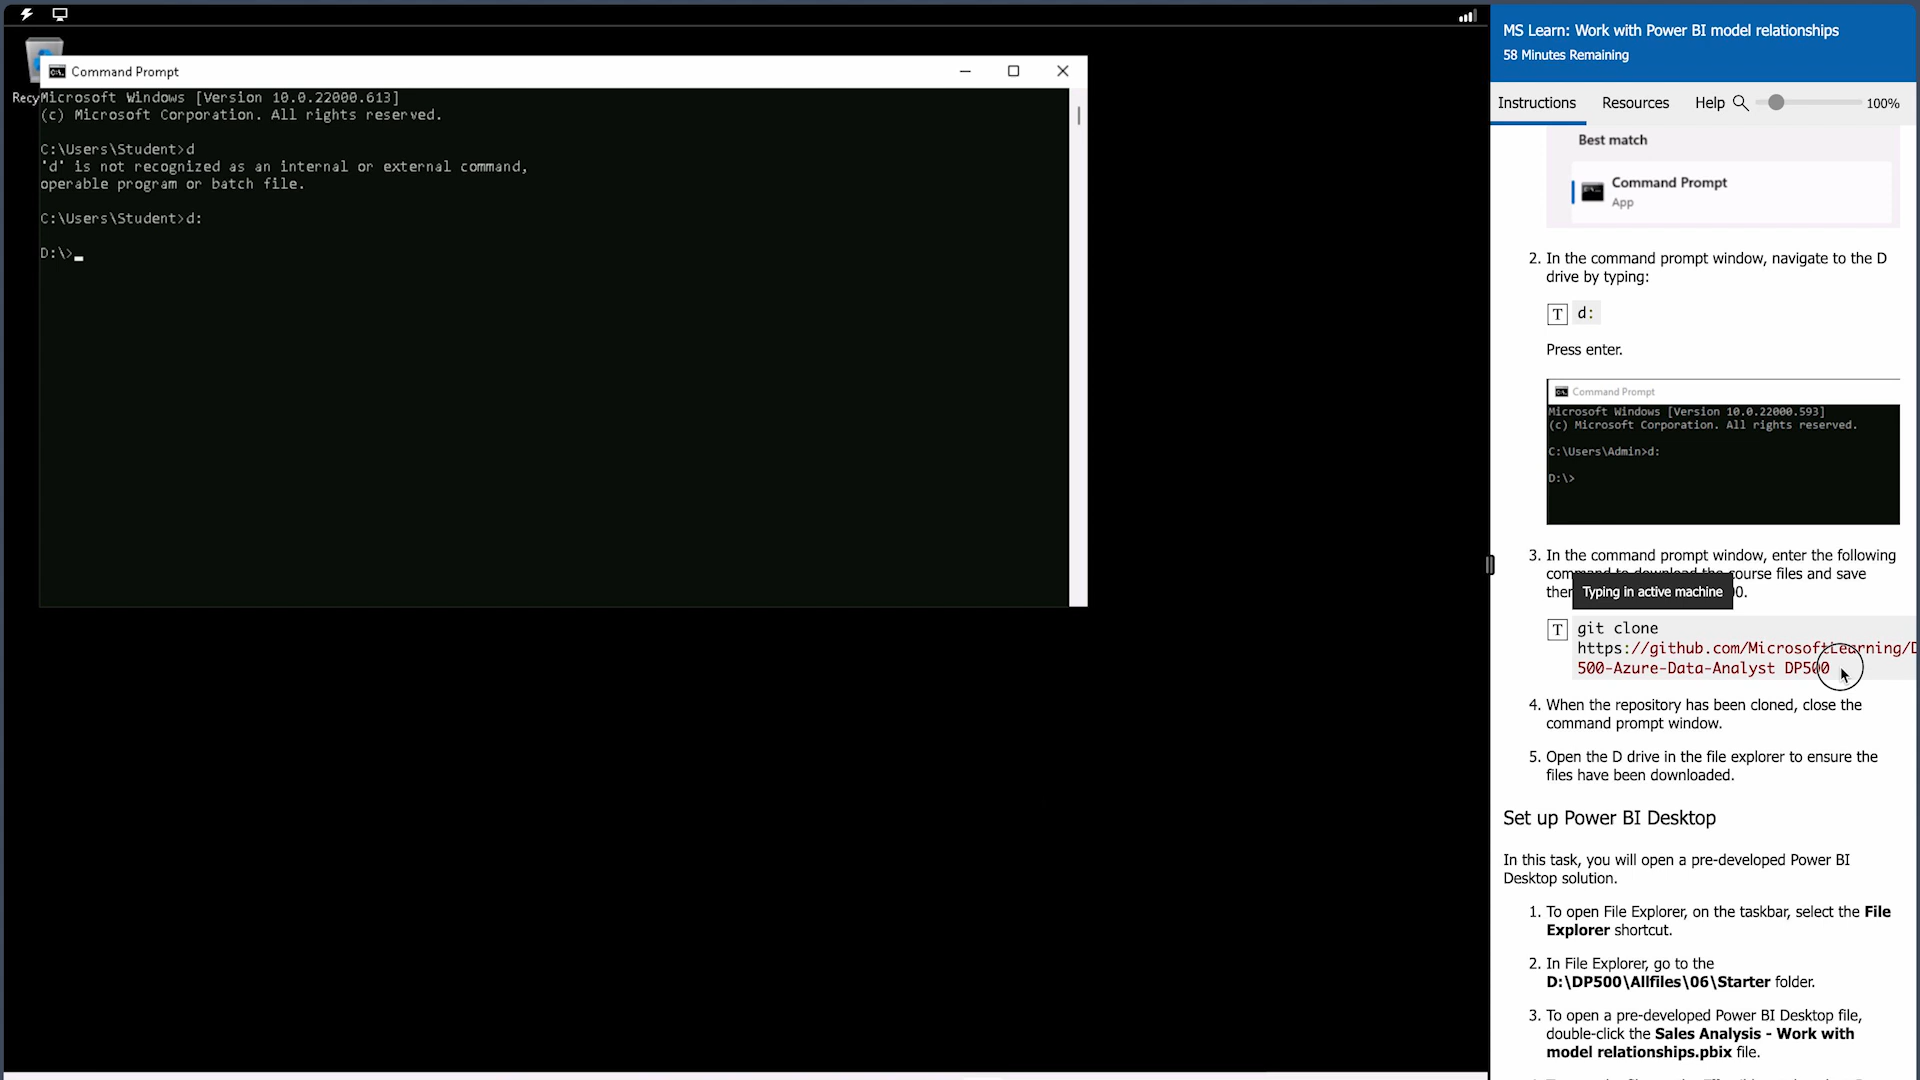 MS Learn: Work with Power BI model relationships
58 Minutes Remaining
Instructions Resources Help 100%
Command Prompt
Recy
Microsoft Windows [Version 10.0.22000.613]
(c) Microsoft Corporation. All rights reserved.
C:\Users\Student>d
'd' is not recognized as an internal or external command,
operable program or batch file.
C:\Users\Student>d:
D:\>
Best match
Command Prompt
App
2. In the command prompt window, navigate to the D
drive by typing:
T d:
Press enter.
Command Prompt
Microsoft Windows [Version 10.0.22000.593]
(c) Microsoft Corporation. All rights reserved.
C:\Users\Admin>d:
D:\>
3. In the command prompt window, enter the following
course files and save
Typing in active machine
T git clone
https://github.com/MicrosoftLearning/D
500-Azure-Data-Analyst DP500
4. When the repository has been cloned, close the
command prompt window.
5. Open the D drive in the file explorer to ensure the
files have been downloaded.
Set up Power BI Desktop
In this task, you will open a pre-developed Power BI
Desktop solution.
1. To open File Explorer, on the taskbar, select the File
Explorer shortcut.
2. In File Explorer, go to the
D:\DP500\Allfiles\06\Starter folder.
3. To open a pre-developed Power BI Desktop file,
double-click the Sales Analysis - Work with
model relationships.pbix file.